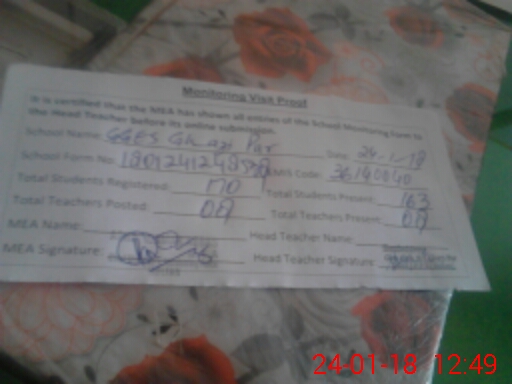 Monitoring Visit Proof
It is certified that the MEA has shown all entries of the School Monitoring form to
the Head Teacher before its online submission.
School Name: GGES Ghazi Par Date: 24-1-18
School Form No: EMIS Code:
Total Students Registered: 170 Total Students Present: 163
Total Teachers Posted: 08 Total Teachers Present: 08
MEA Name: Head Teacher Name:
MEA Signature: Head Teacher Signature:
24-01-18 12:49